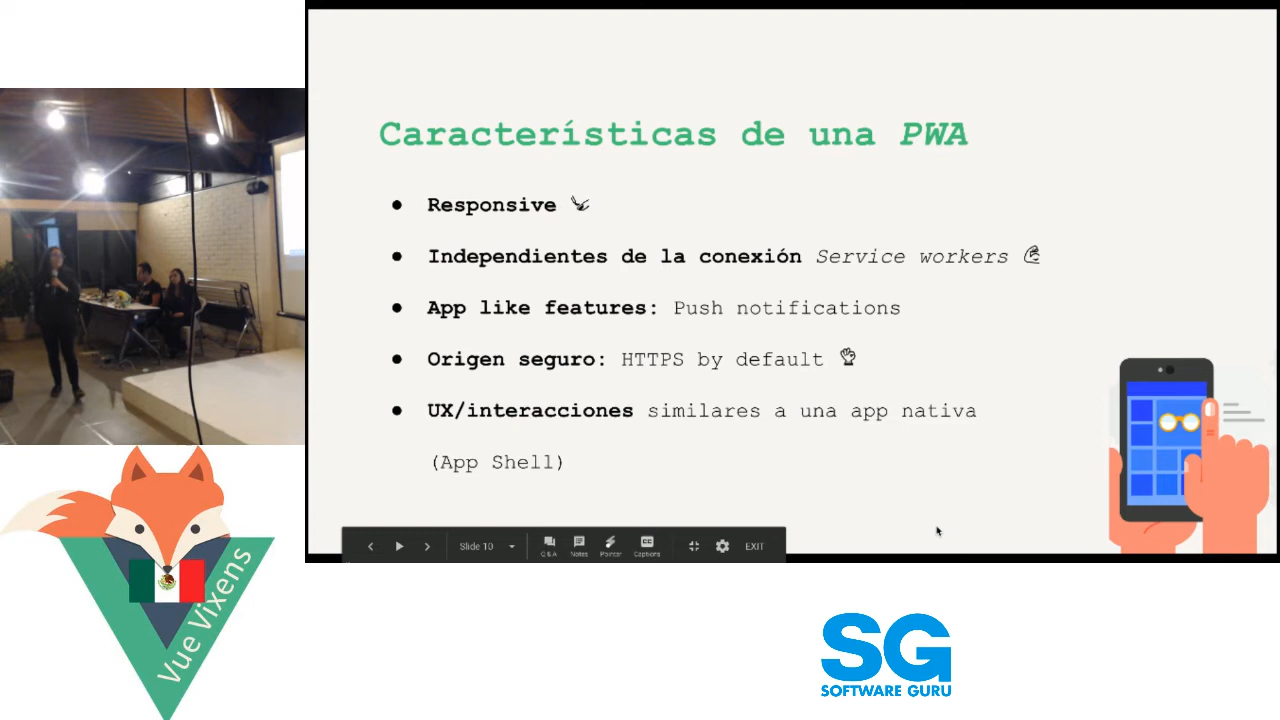 Características de una PWA
● Responsive
● Independientes de la conexión Service workers
● App like features: Push notifications
● Origen seguro: HTTPS by default
● UX/interacciones similares a una app nativa
(App Shell)
Slide 10
Q&A Notes Pointer Captions
EXIT
Vue Vixens
SG
SOFTWARE GURU